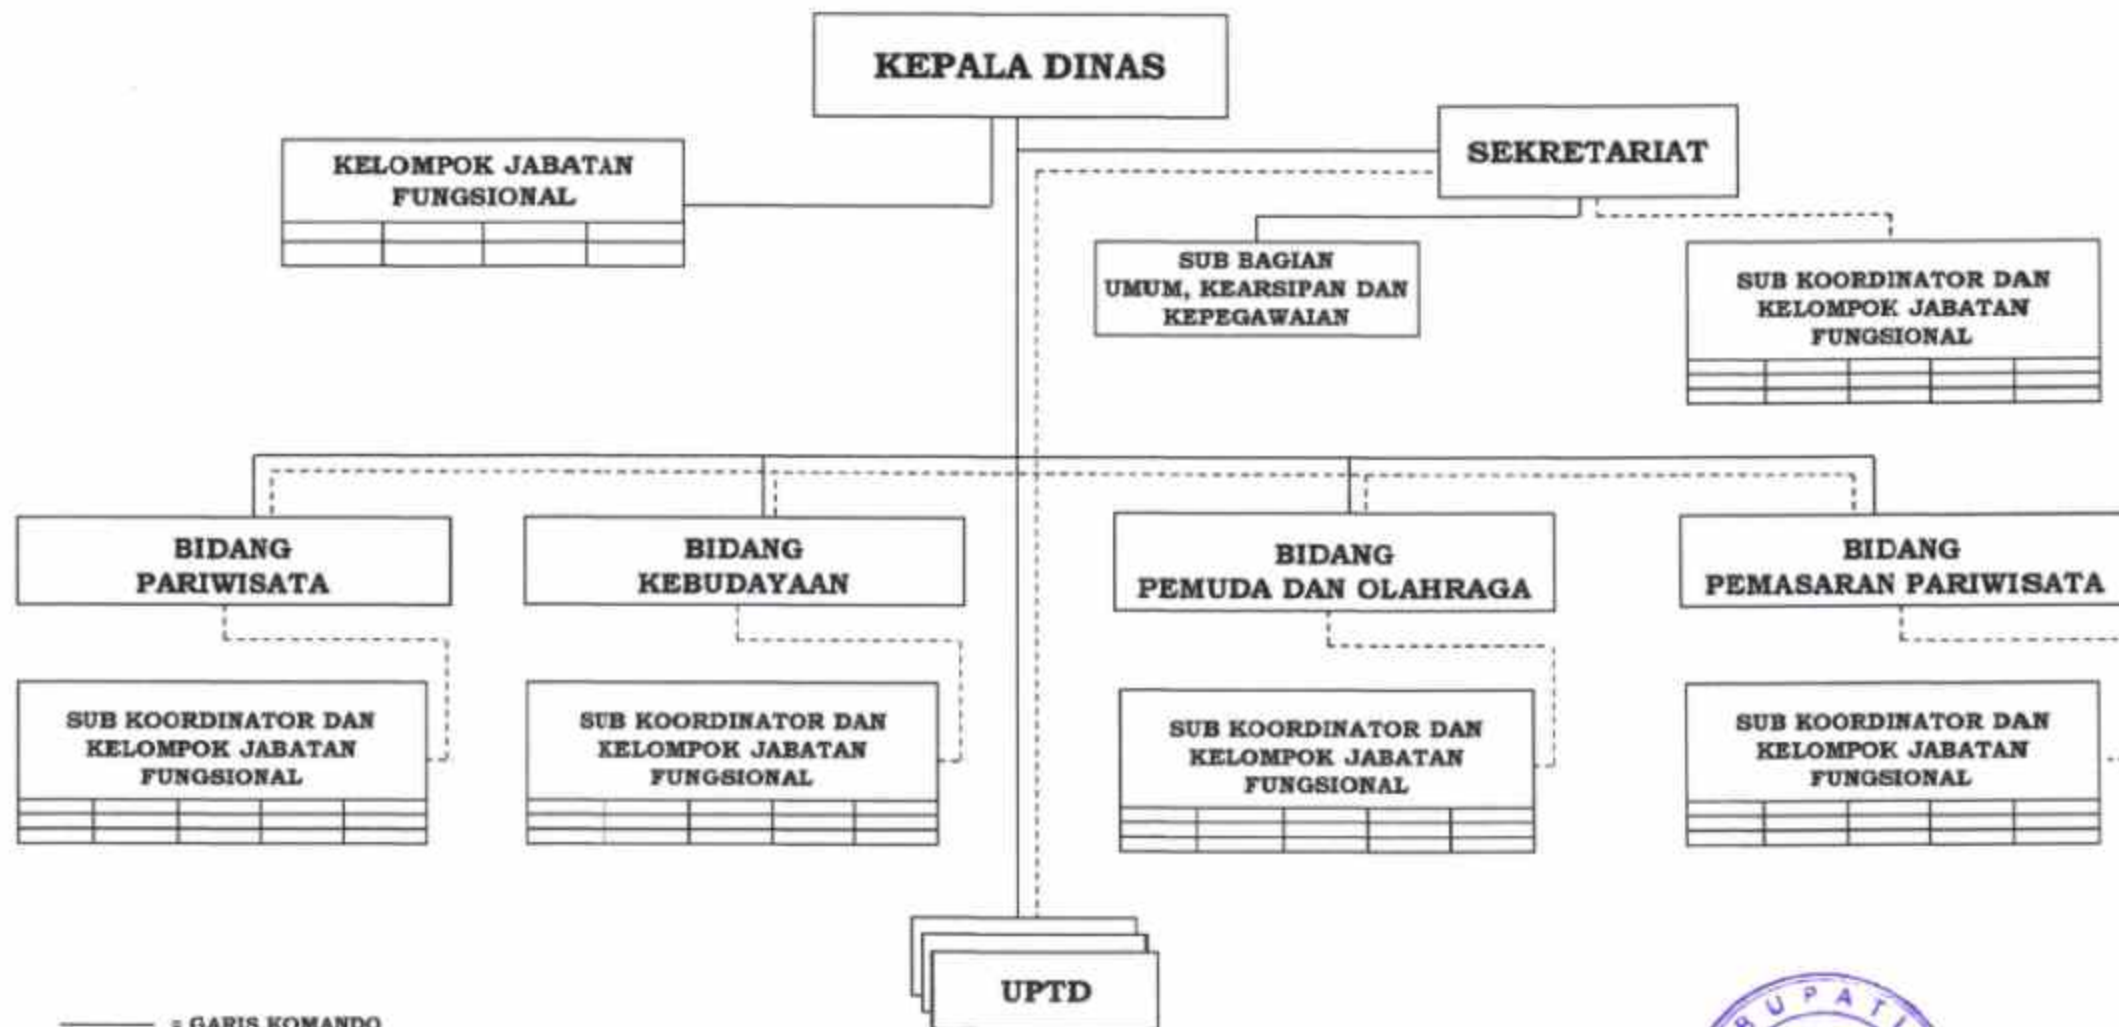 KEPALA DINAS
SEKRETARIAT
KELOMPOK JABATAN
FUNGSIONAL
SUB BAGIAN
UMUM, KEARSIPAN DAN
KEPEGAWAIAN
SUB KOORDINATOR DAN
KELOMPOK JABATAN
FUNGSIONAL
BIDANG
PARIWISATA
BIDANG
KEBUDAYAAN
BIDANG
PEMUDA DAN OLAHRAGA
BIDANG
PEMASARAN PARIWISATA
SUB KOORDINATOR DAN
KELOMPOK JABATAN
FUNGSIONAL
SUB KOORDINATOR DAN
KELOMPOK JABATAN
FUNGSIONAL
SUB KOORDINATOR DAN
KELOMPOK JABATAN
FUNGSIONAL
SUB KOORDINATOR DAN
KELOMPOK JABATAN
FUNGSIONAL
UPTD
= GARIS KOMANDO
BUPATI